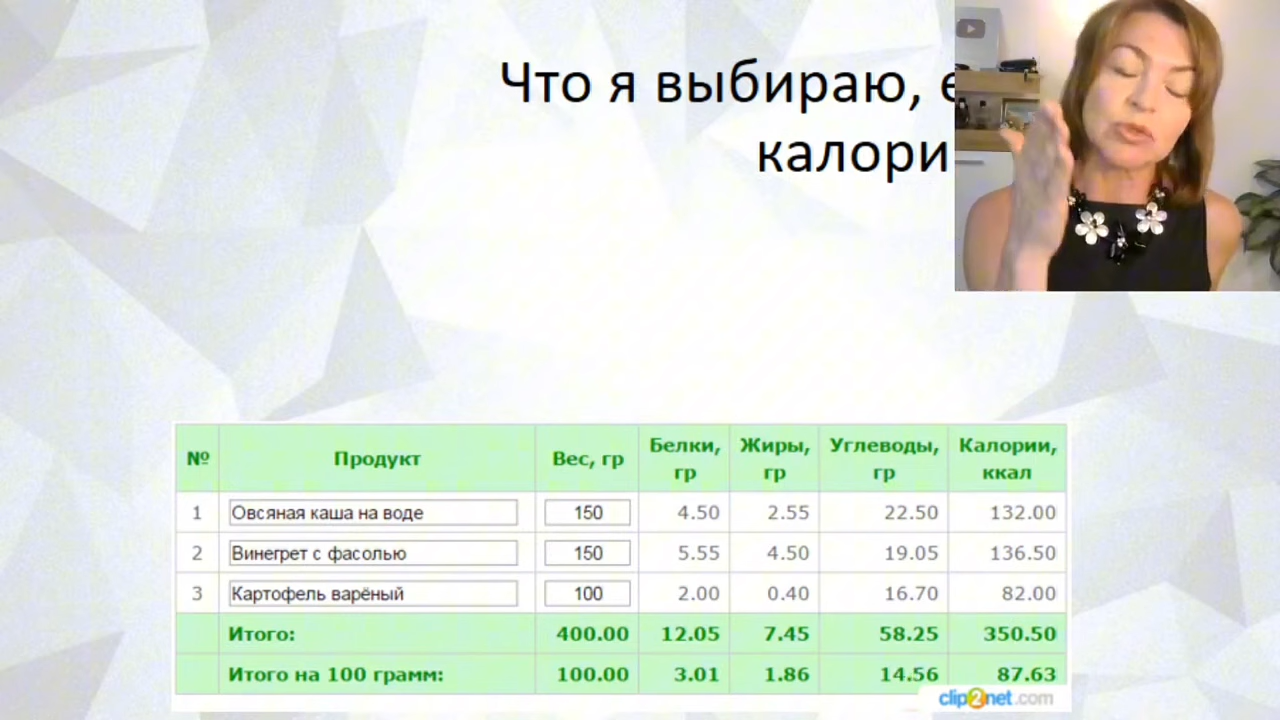 Что я выбираю,
калори
№ Продукт Вес, гр Белки, гр Жиры, гр Углеводы, гр Калории, ккал
1 Овсяная каша на воде 150 4.50 2.55 22.50 132.00
2 Винегрет с фасолью 150 5.55 4.50 19.05 136.50
3 Картофель варёный 100 2.00 0.40 16.70 82.00
Итого: 400.00 12.05 7.45 58.25 350.50
Итого на 100 грамм: 100.00 3.01 1.86 14.56 87.63
clip2net.com